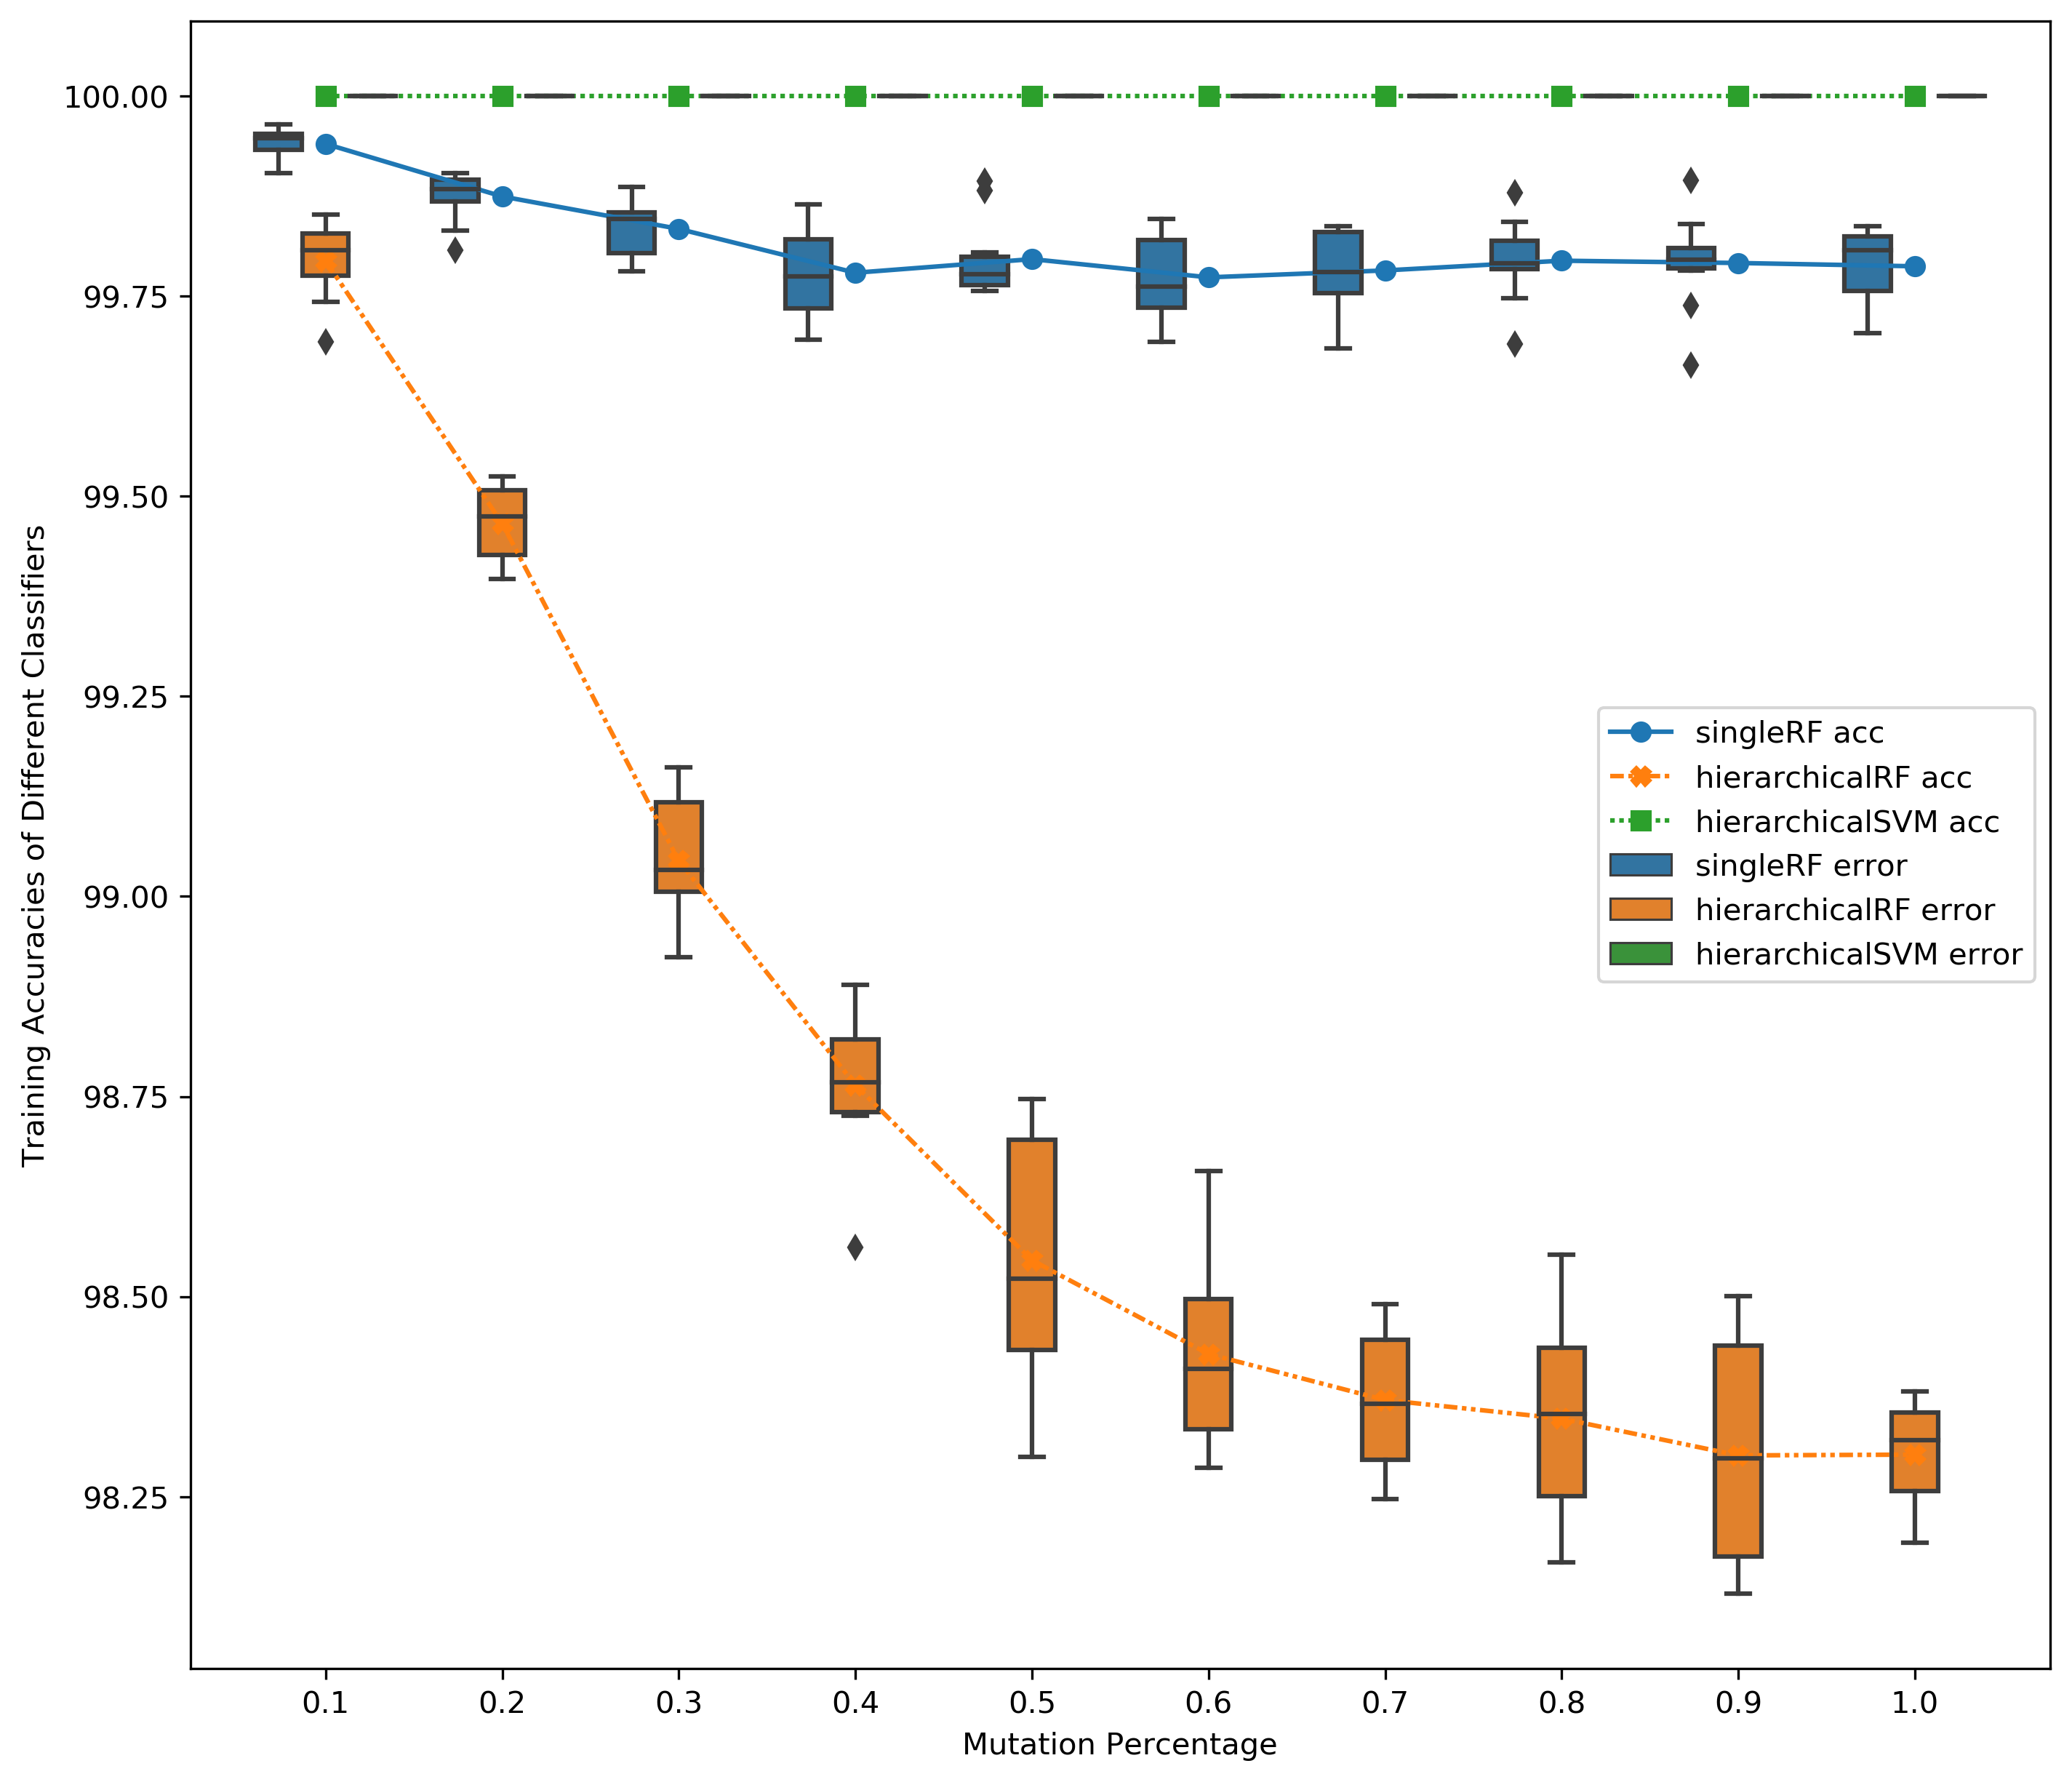 100.00
99.75
99.50
99.25
99.00
98.75
98.50
98.25
Training Accuracies of Different Classifiers
singleRF acc
hierarchicalRF acc
hierarchicalSVM acc
singleRF error
hierarchicalRF error
hierarchicalSVM error
0.1 0.2 0.3 0.4 0.5 0.6 0.7 0.8 0.9 1.0
Mutation Percentage